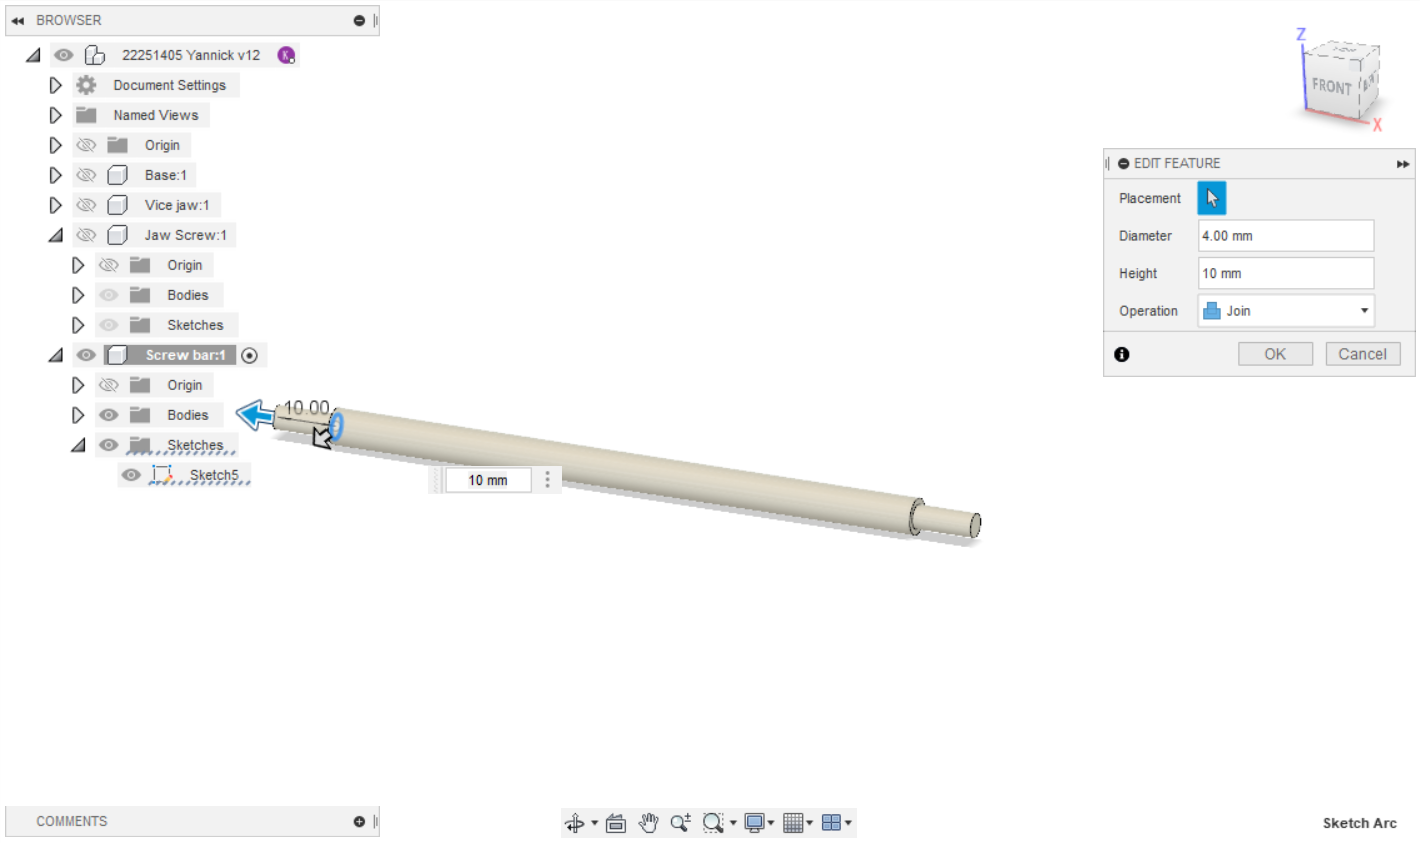 BROWSER
22251405 Yannick v12
Document Settings
Named Views
Origin
Base:1
Vice jaw:1
Jaw Screw:1
Origin
Bodies
Sketches
Screw bar:1
Origin
Bodies
Sketches
Sketch5
10.00
10 mm
Z
FRONT
X
EDIT FEATURE
Placement
Diameter
4.00 mm
Height
10 mm
Operation
Join
OK
Cancel
COMMENTS
Sketch Arc